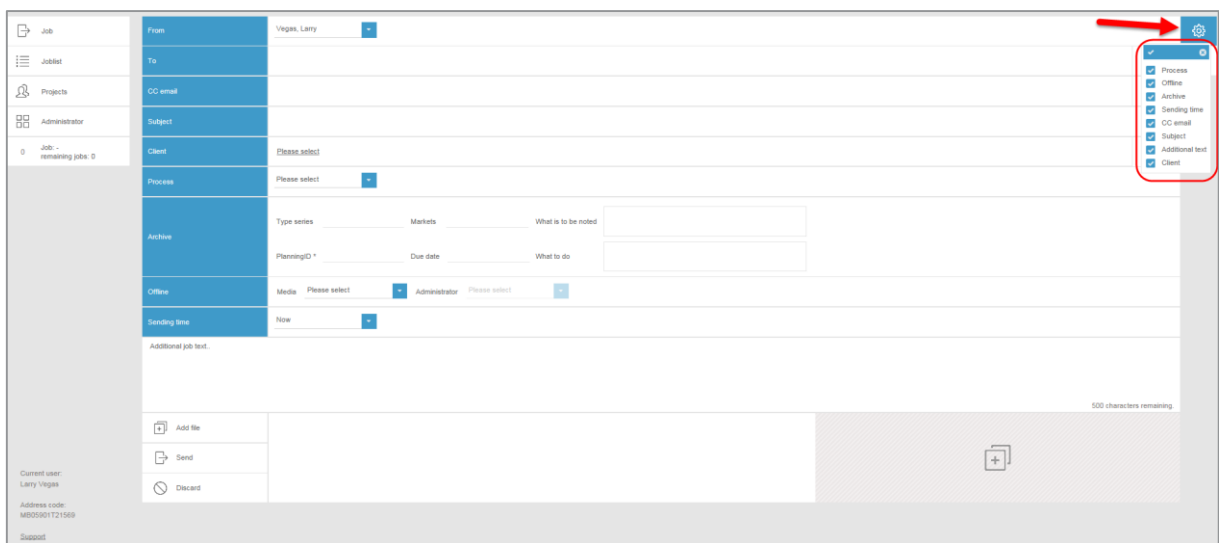 Job
Joblist
Projects
Administrator
0 Job: -
remaining jobs: 0
From Vegas, Larry
To
CC email
Subject
Client Please select
Process Please select
Archive
Type series Markets What is to be noted
PlanningID * Due date What to do
Offline Media Please select Administrator Please select
Sending time Now
Additional job text.
500 characters remaining.
Add file
Send
Discard
Process
Offline
Archive
Sending time
CC email
Subject
Additional text
Client
Current user:
Larry Vegas
Address code:
MB05901T21569
Support